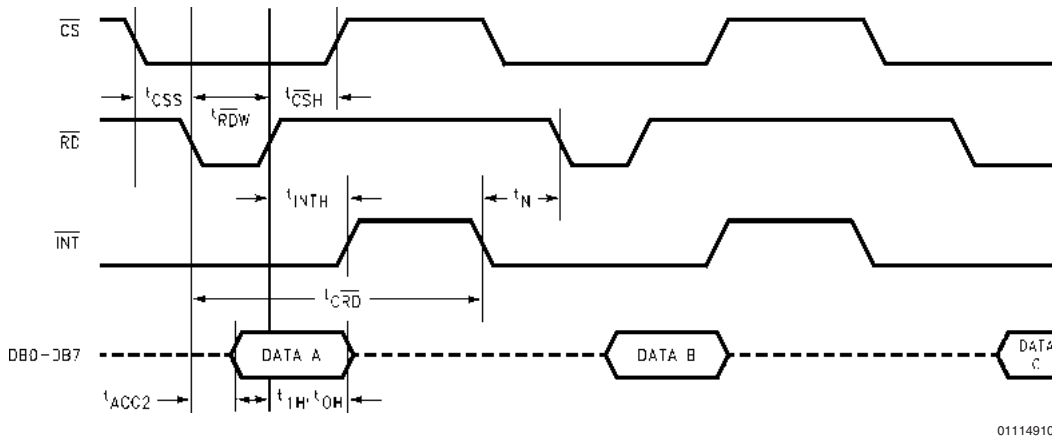 CS
tCSS
tRDW
tCSH
RD
tINTH
tN
INT
tCRD
DB0-DB7
DATA A
DATA B
DATA
C
tACC2
t1H, t0H
01114910